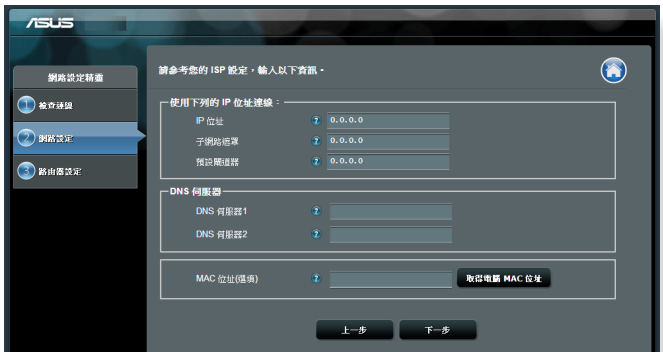 ASUS
網路設定精靈
1 檢查連線
2 網路設定
3 路由器設定
請參考您的 ISP 設定，輸入以下資訊。
使用下列的 IP 位址連線：
IP 位址 ? 0.0.0.0
子網路遮罩 ? 0.0.0.0
預設閘道器 ? 0.0.0.0
DNS 伺服器
DNS 伺服器1 ?
DNS 伺服器2 ?
MAC 位址(選項) ? 取得電腦 MAC 位址
上一步 下一步